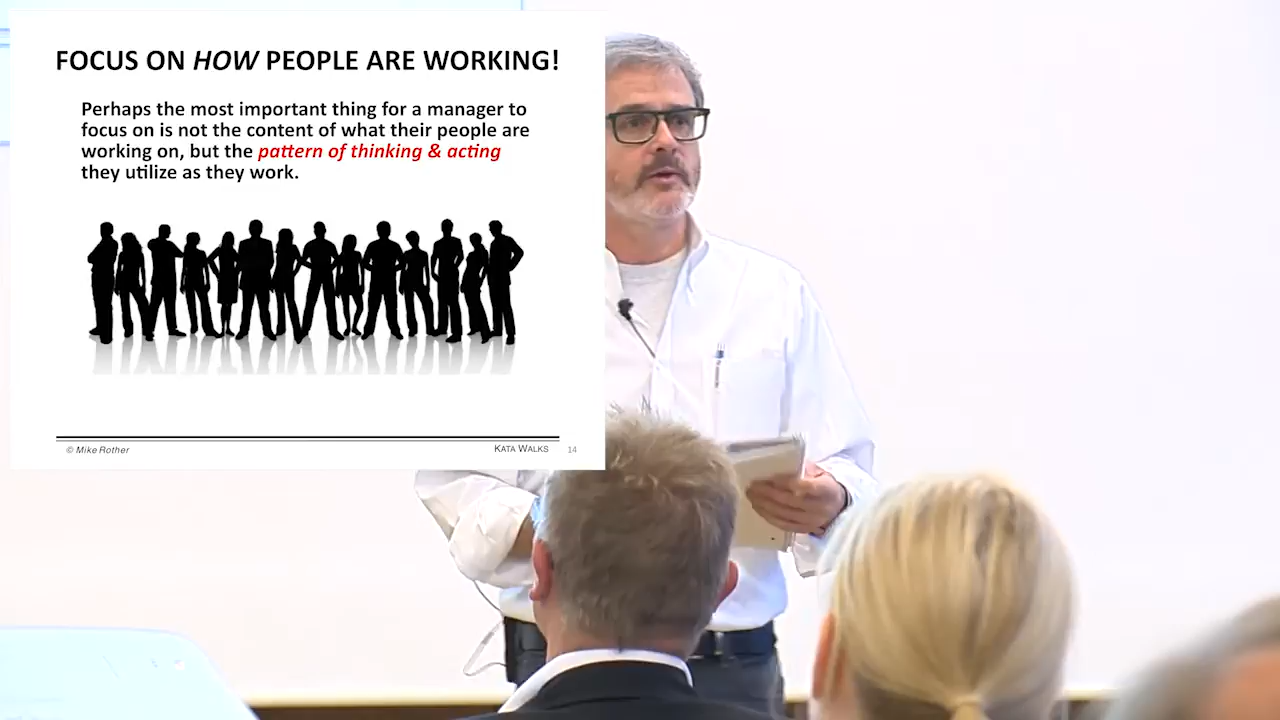 FOCUS ON HOW PEOPLE ARE WORKING!
Perhaps the most important thing for a manager to
focus on is not the content of what their people are
working on, but the pattern of thinking & acting
they utilize as they work.
© Mike Rother
KATA WALKS
14